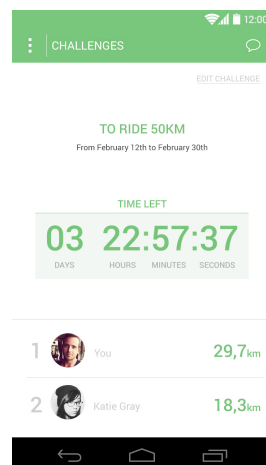 12:00
CHALLENGES
EDIT CHALLENGE
TO RIDE 50KM
From February 12th to February 30th
TIME LEFT
03 22:57:37
DAYS HOURS MINUTES SECONDS
1 You 29,7km
2 Katie Gray 18,3km